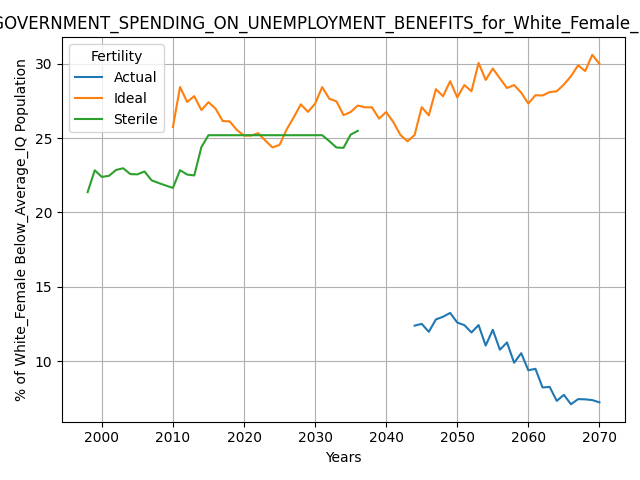 GOVERNMENT_SPENDING_ON_UNEMPLOYMENT_BENEFITS_for_White_Female_
Fertility
Actual
Ideal
Sterile
% of White_Female Below_Average_IQ Population
30
25
20
15
10
2000 2010 2020 2030 2040 2050 2060 2070
Years